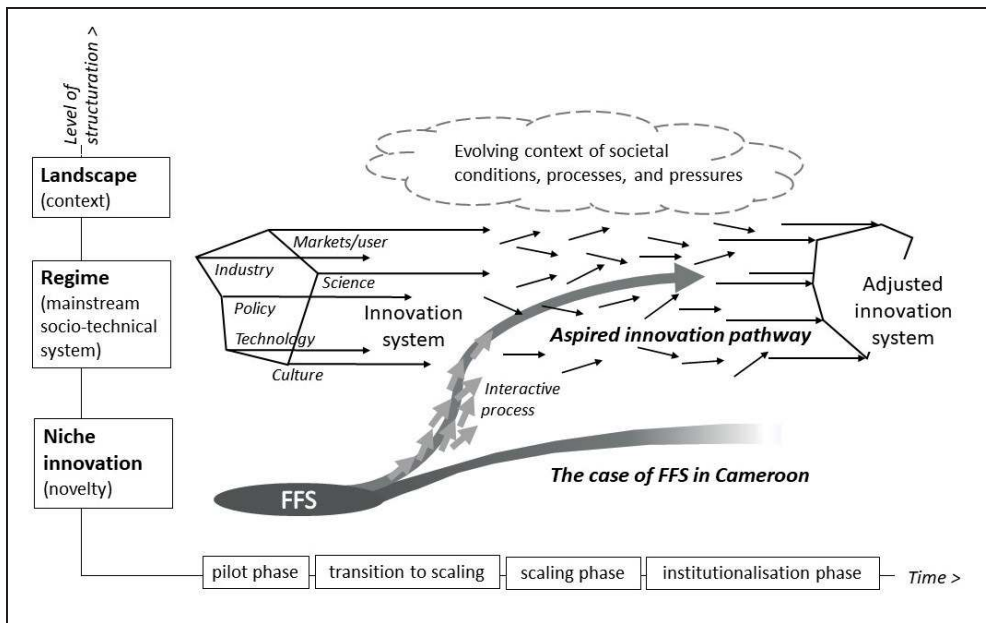 Level of
structuration >
Landscape
(context)
Regime
(mainstream
socio-technical
system)
Niche
innovation
(novelty)
Evolving context of societal
conditions, processes, and pressures
Markets/user
Industry
Science
Policy
Technology
Culture
Innovation
system
Adjusted
innovation
system
Aspired innovation pathway
Interactive
process
The case of FFS in Cameroon
FFS
pilot phase
transition to scaling
scaling phase
institutionalisation phase
Time >